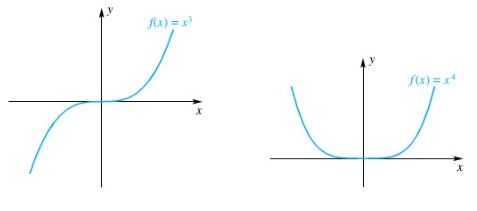 y
f(x) = x³
x
y
f(x) = x⁴
x